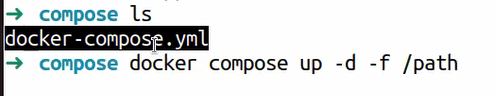 ➜ compose ls
docker-compose.yml
➜ compose docker compose up -d -f /path